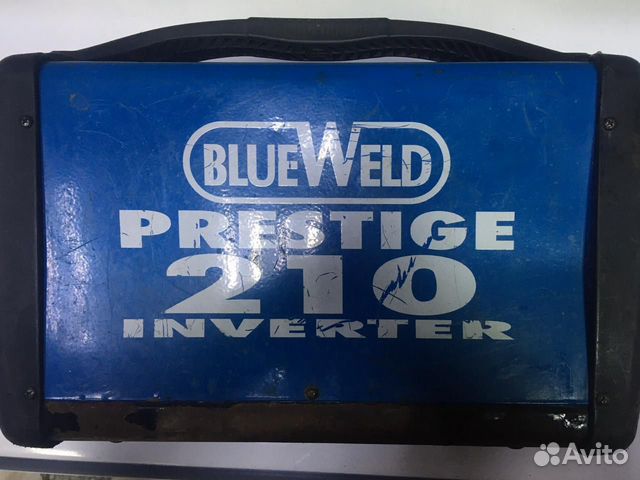 BLUEWELD
PRESTIGE
210
INVERTER
Avito